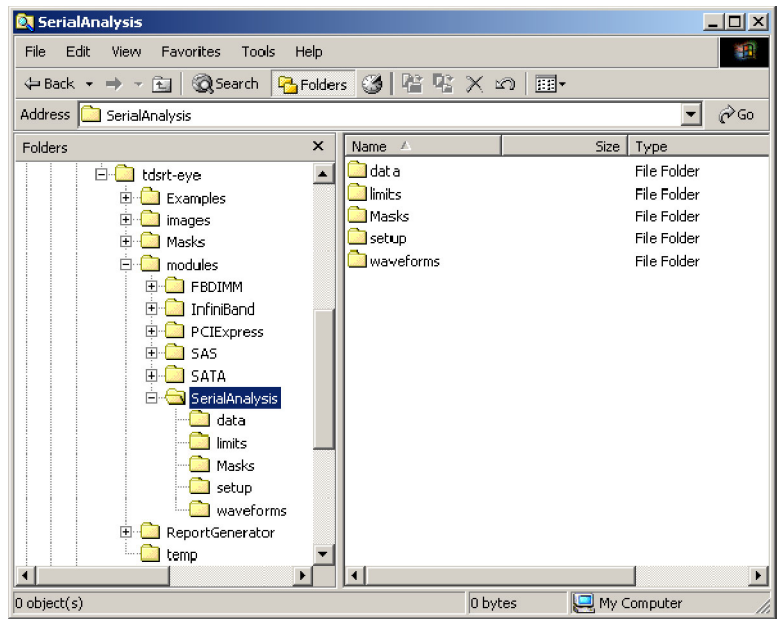 SerialAnalysis
File Edit View Favorites Tools Help
Back Search Folders
Address SerialAnalysis Go
Folders
tdsrt-eye
Examples
images
Masks
modules
FBDIMM
InfiniBand
PCIExpress
SAS
SATA
SerialAnalysis
data
limits
Masks
setup
waveforms
ReportGenerator
temp
Name Size Type
data File Folder
limits File Folder
Masks File Folder
setup File Folder
waveforms File Folder
0 object(s) 0 bytes My Computer